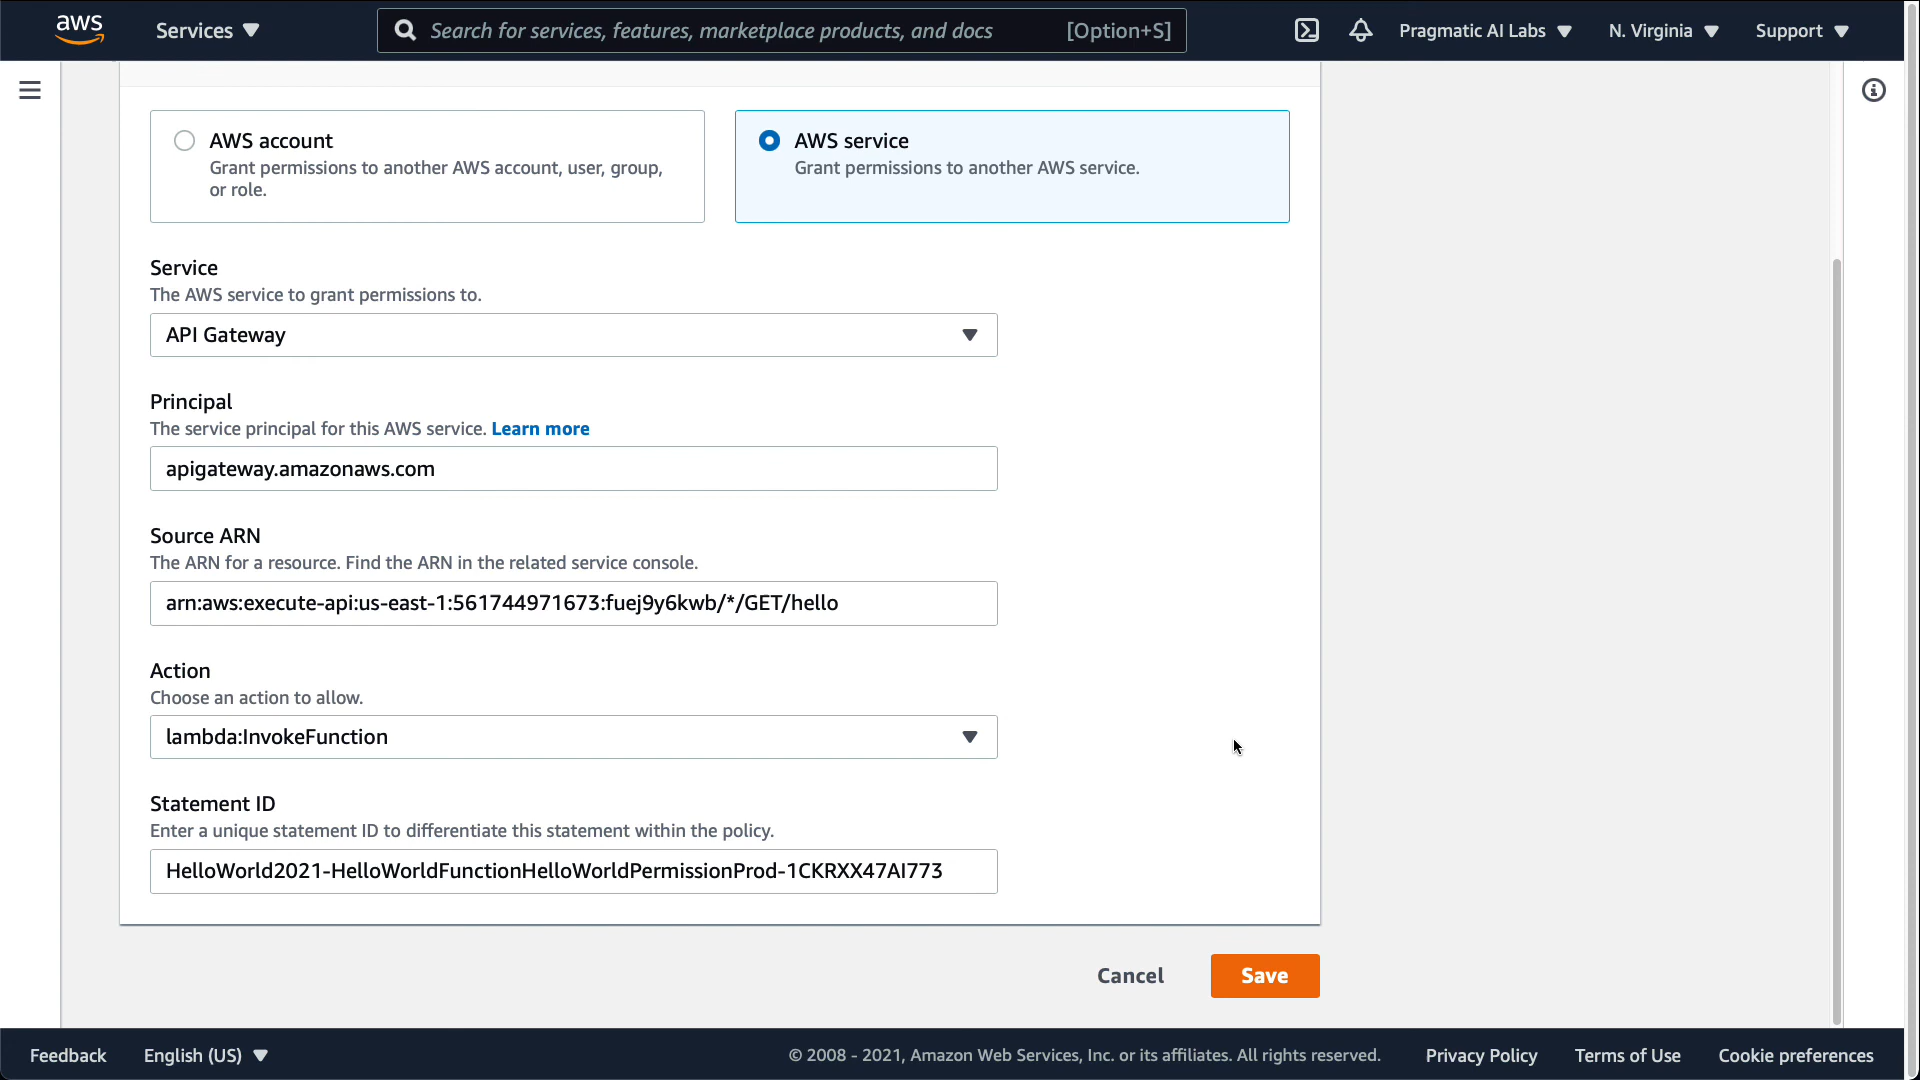 aws
Services
Search for services, features, marketplace products, and docs [Option+S]
Pragmatic AI Labs
N. Virginia
Support
AWS account
Grant permissions to another AWS account, user, group,
or role.
AWS service
Grant permissions to another AWS service.
Service
The AWS service to grant permissions to.
API Gateway
Principal
The service principal for this AWS service. Learn more
apigateway.amazonaws.com
Source ARN
The ARN for a resource. Find the ARN in the related service console.
arn:aws:execute-api:us-east-1:561744971673:fuej9y6kwb/*/GET/hello
Action
Choose an action to allow.
lambda:InvokeFunction
Statement ID
Enter a unique statement ID to differentiate this statement within the policy.
HelloWorld2021-HelloWorldFunctionHelloWorldPermissionProd-1CKRXX47AI773
Cancel
Save
Feedback
English (US)
© 2008 - 2021, Amazon Web Services, Inc. or its affiliates. All rights reserved.
Privacy Policy
Terms of Use
Cookie preferences